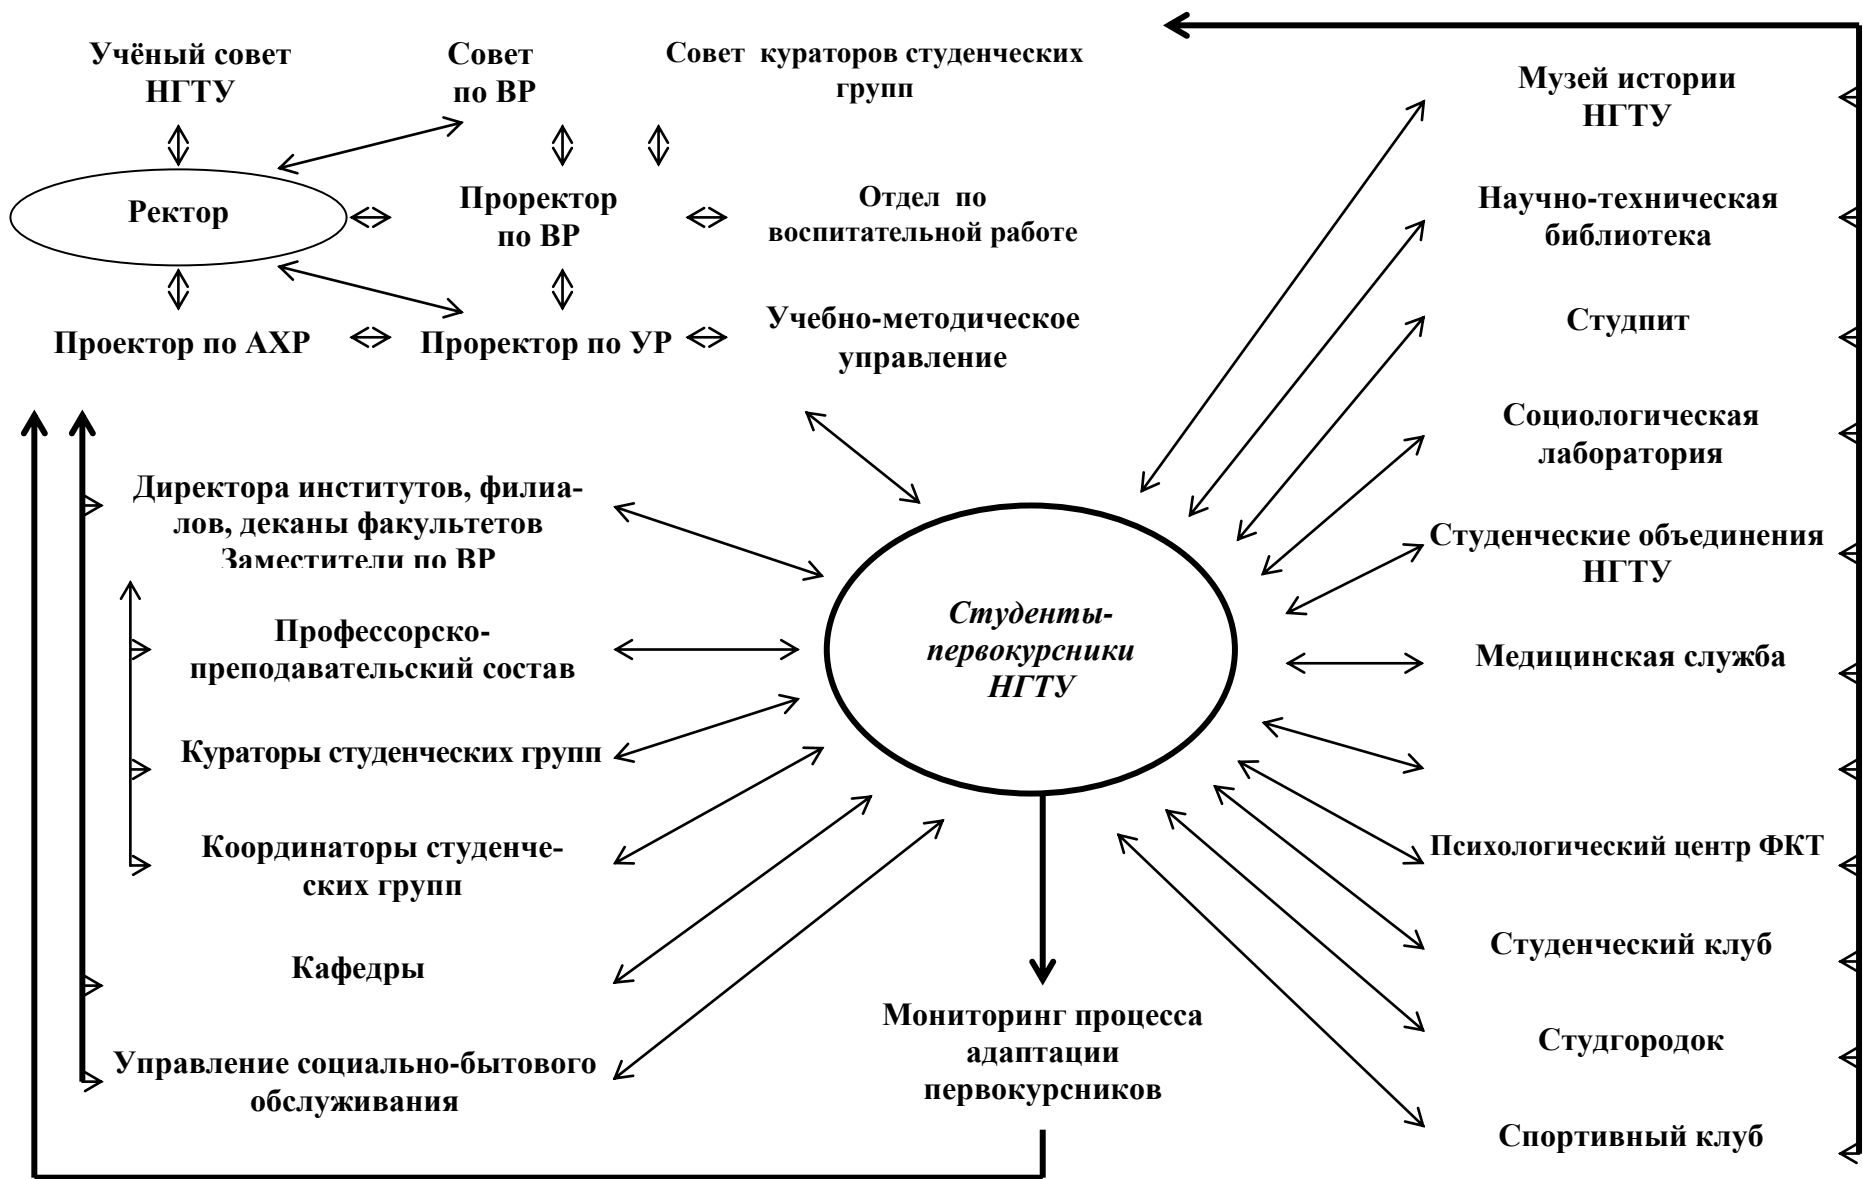 Учёный совет
НГТУ
Совет
по ВР
Совет кураторов студенческих
групп
Ректор
Проректор
по ВР
Отдел по
воспитательной работе
Проектор по АХР
Проректор по УР
Учебно-методическое
управление
Директора институтов, филиа-
лов, деканы факультетов
Заместители по ВР
Профессорско-
преподавательский состав
Кураторы студенческих групп
Координаторы студенче-
ских групп
Кафедры
Управление социально-бытового
обслуживания
Студенты-
первокурсники
НГТУ
Мониторинг процесса
адаптации
первокурсников
Музей истории
НГТУ
Научно-техническая
библиотека
Студпит
Социологическая
лаборатория
Студенческие объединения
НГТУ
Медицинская служба
Психологический центр ФКТ
Студенческий клуб
Студгородок
Спортивный клуб